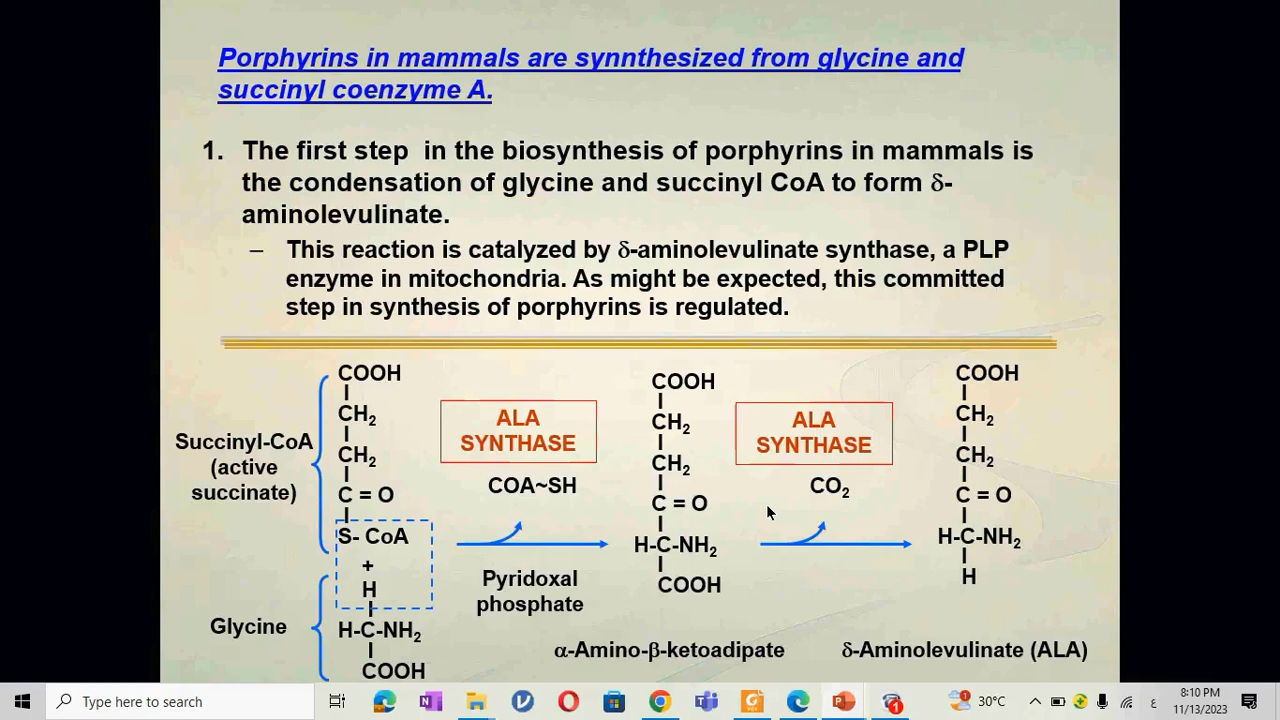 Porphyrins in mammals are synnthesized from glycine and
succinyl coenzyme A.
1. The first step in the biosynthesis of porphyrins in mammals is
the condensation of glycine and succinyl CoA to form δ-
aminolevulinate.
– This reaction is catalyzed by δ-aminolevulinate synthase, a PLP
enzyme in mitochondria. As might be expected, this committed
step in synthesis of porphyrins is regulated.
Succinyl-CoA
(active
succinate)
COOH
CH2
CH2
C = O
S- CoA
+
H
Glycine
H-C-NH2
COOH
ALA
SYNTHASE
COA~SH
Pyridoxal
phosphate
COOH
CH2
CH2
C = O
H-C-NH2
COOH
α-Amino-β-ketoadipate
ALA
SYNTHASE
CO2
COOH
CH2
CH2
C = O
H-C-NH2
H
δ-Aminolevulinate (ALA)
Type here to search
1
1
30°C
ع
8:10 PM
11/13/2023